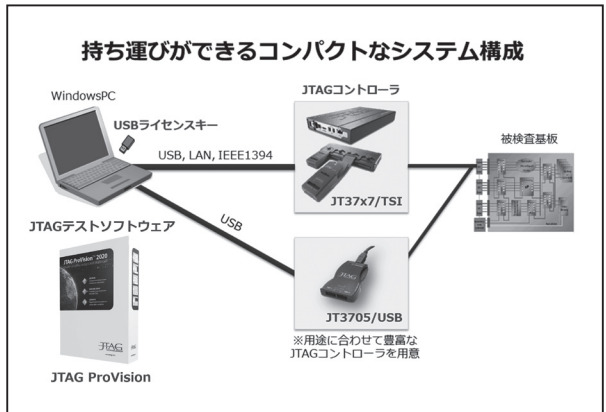 持ち運びができるコンパクトなシステム構成
WindowsPC
USBライセンスキー
JTAGコントローラ
被検査基板
USB, LAN, IEEE1394
JT37x7/TSI
JTAGテストソフトウェア
USB
JTAG ProVision™ 2020
JTAG
JTAG
JT3705/USB
※用途に合わせて豊富な
JTAGコントローラを用意
JTAG ProVision